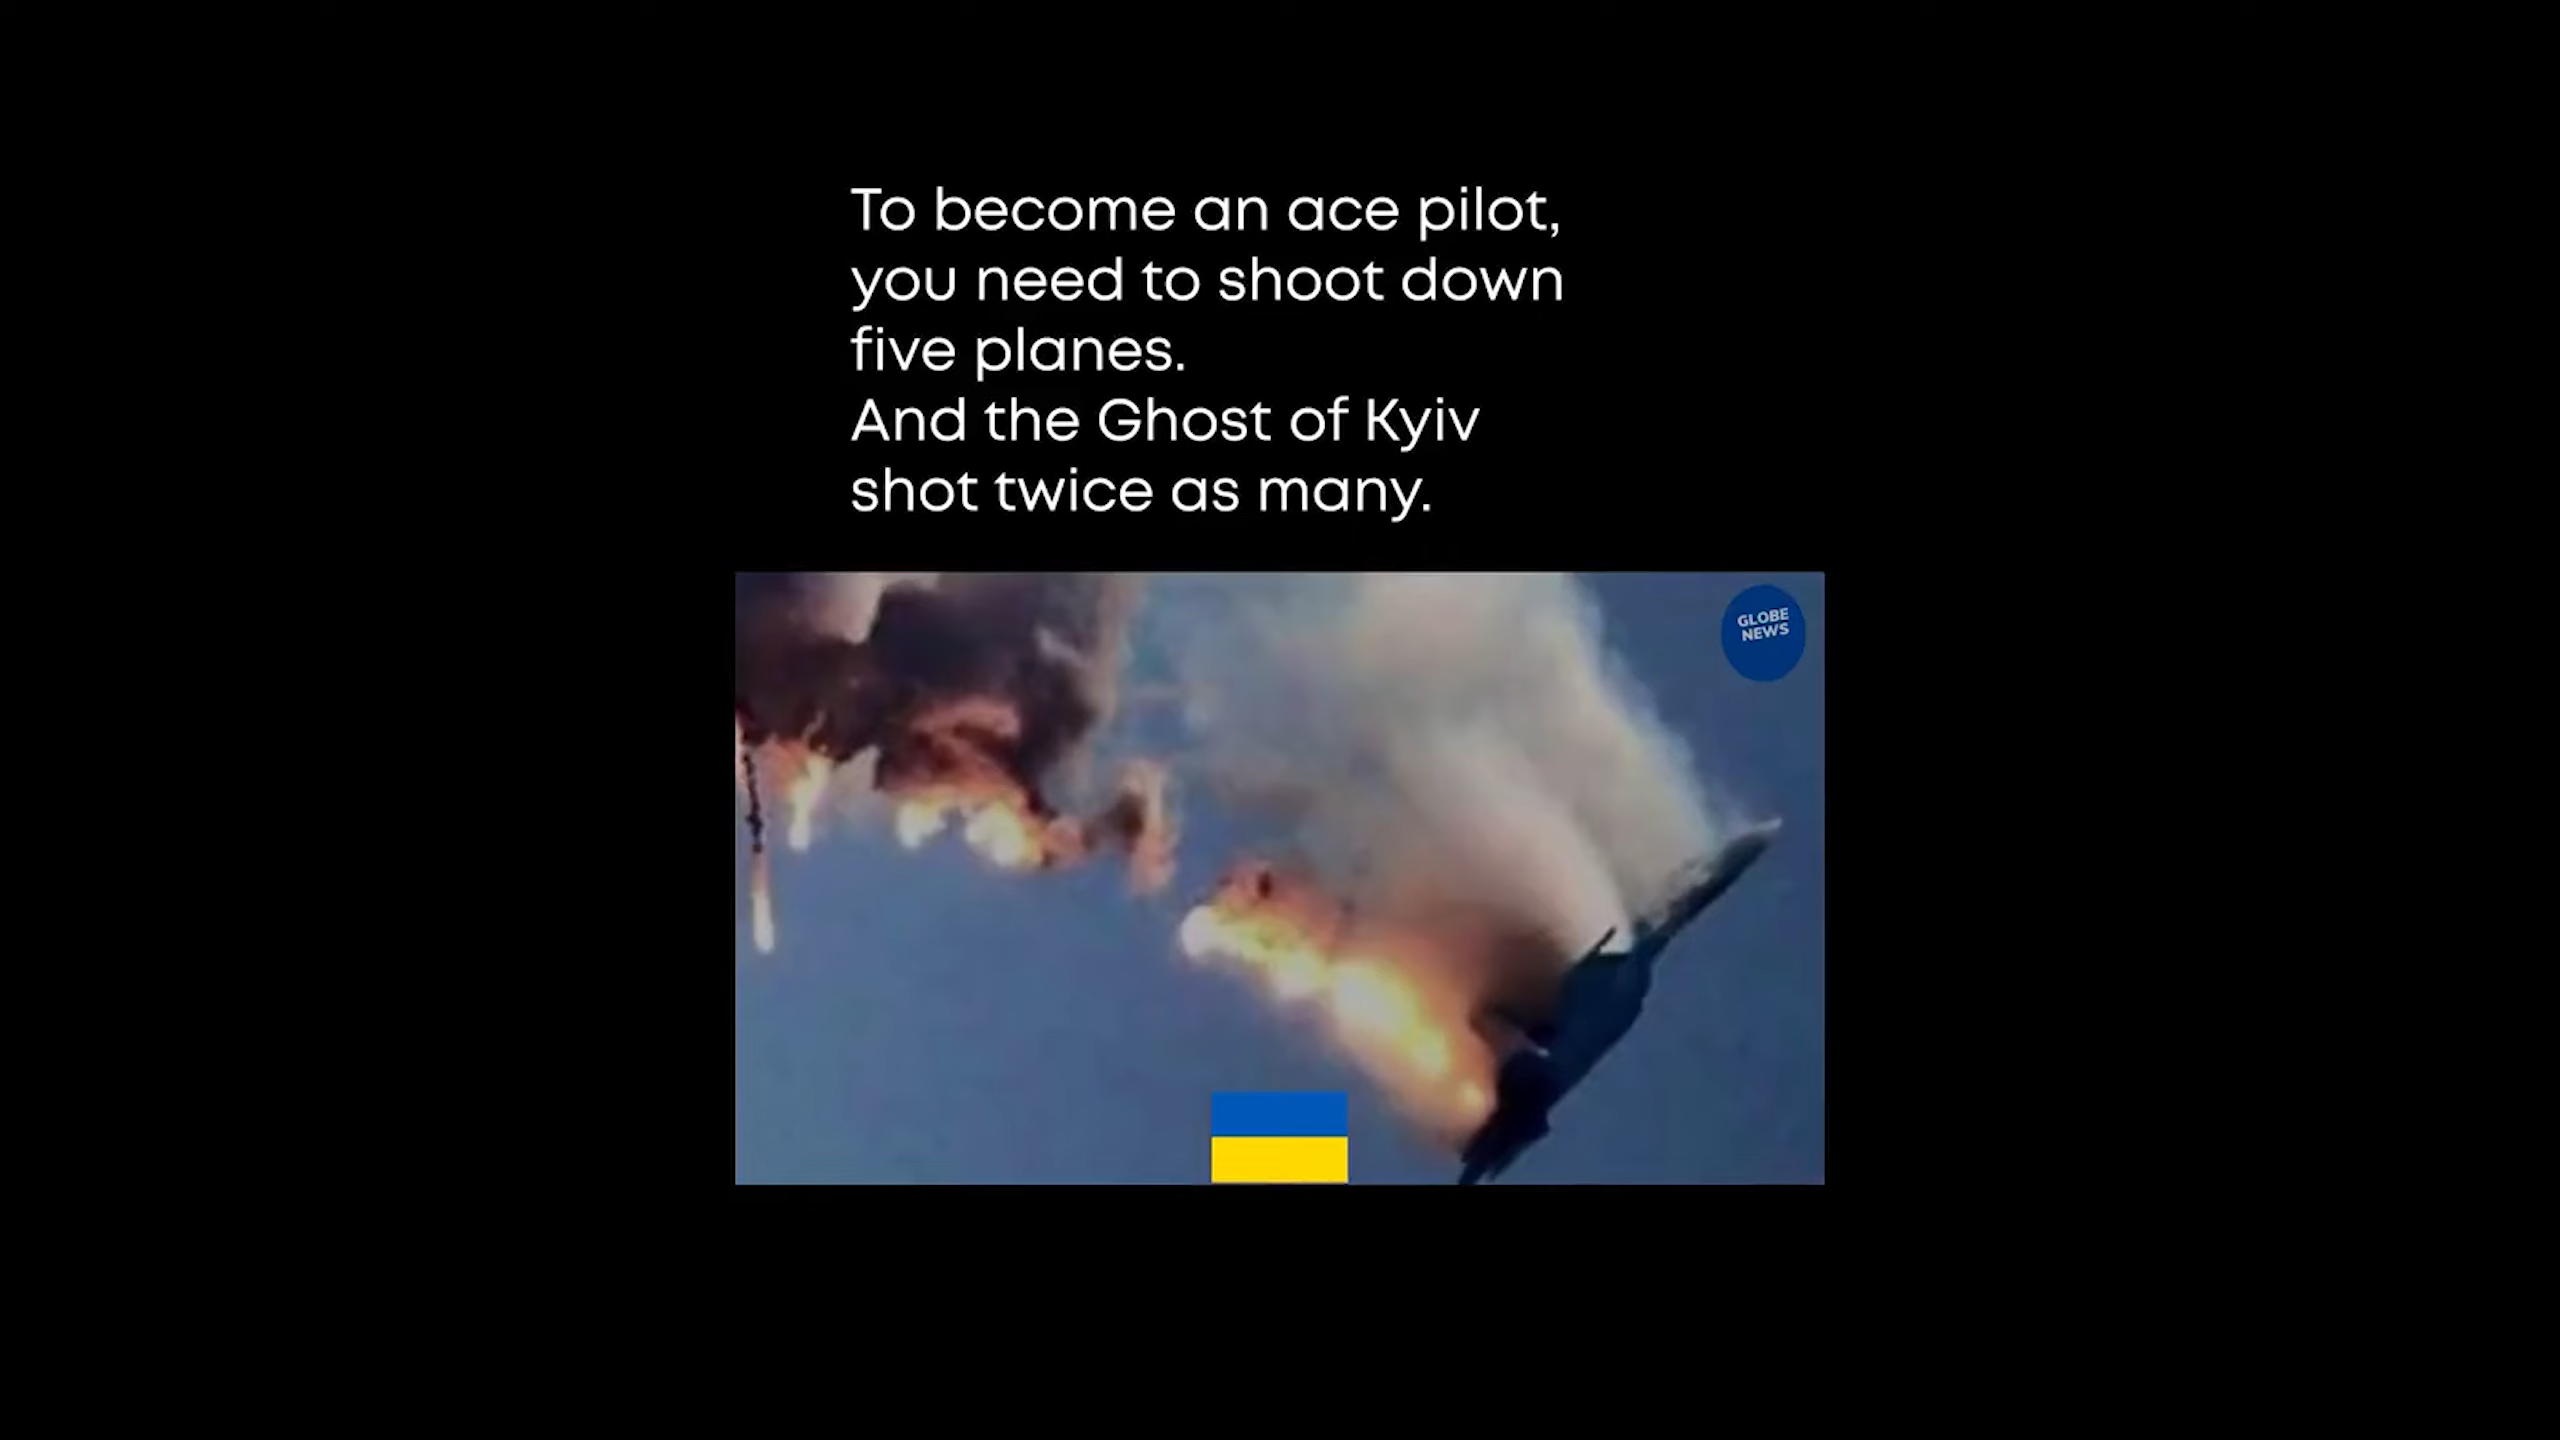 To become an ace pilot,
you need to shoot down
five planes.
And the Ghost of Kyiv
shot twice as many.
GLOBE
NEWS